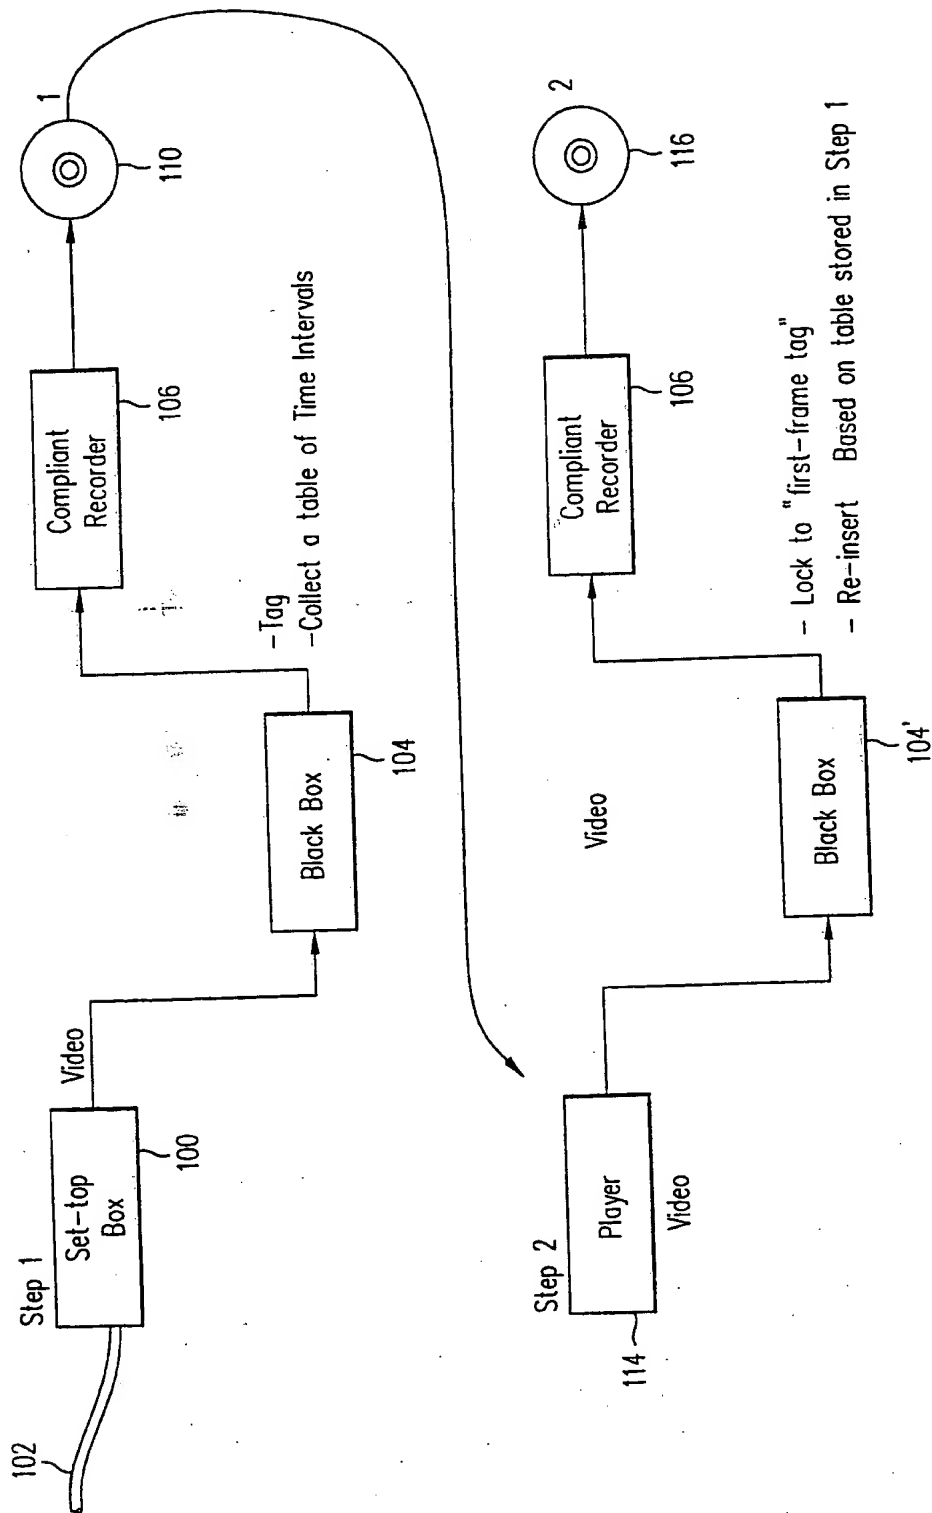 Step 1
102
Set-top
Box
100
Video
Black Box
104
-Tag
-Collect a table of Time Intervals
Compliant
Recorder
106
1
110
Step 2
Player
114
Video
Video
Black Box
104'
- Lock to "first-frame tag"
- Re-insert Based on table stored in Step 1
Compliant
Recorder
106
2
116